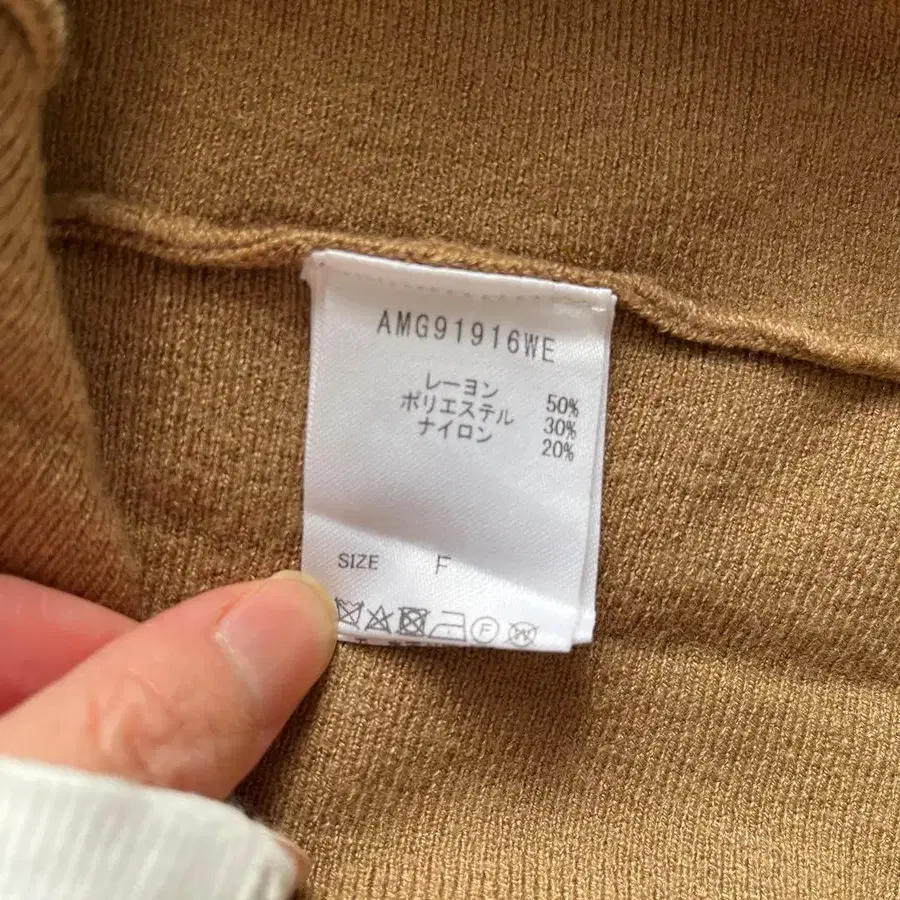 AMG91916WE
レーヨン 50%
ポリエステル 30%
ナイロン 20%
SIZE F
F W